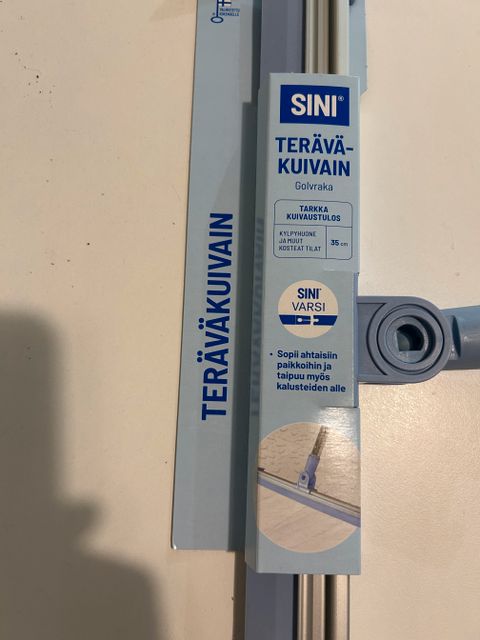 SINI®
TERÄVÄ-
KUIVAIN
Golvraka
TARKKA
KUIVAUSTULOS
KYLPYHUONE
JA MUUT
KOSTEAT TILAT
35 cm
SINI®
VARSI
• Sopii ahtaisiin
paikkoihin ja
taipuu myös
kalusteiden alle
TERÄVÄKUIVAIN